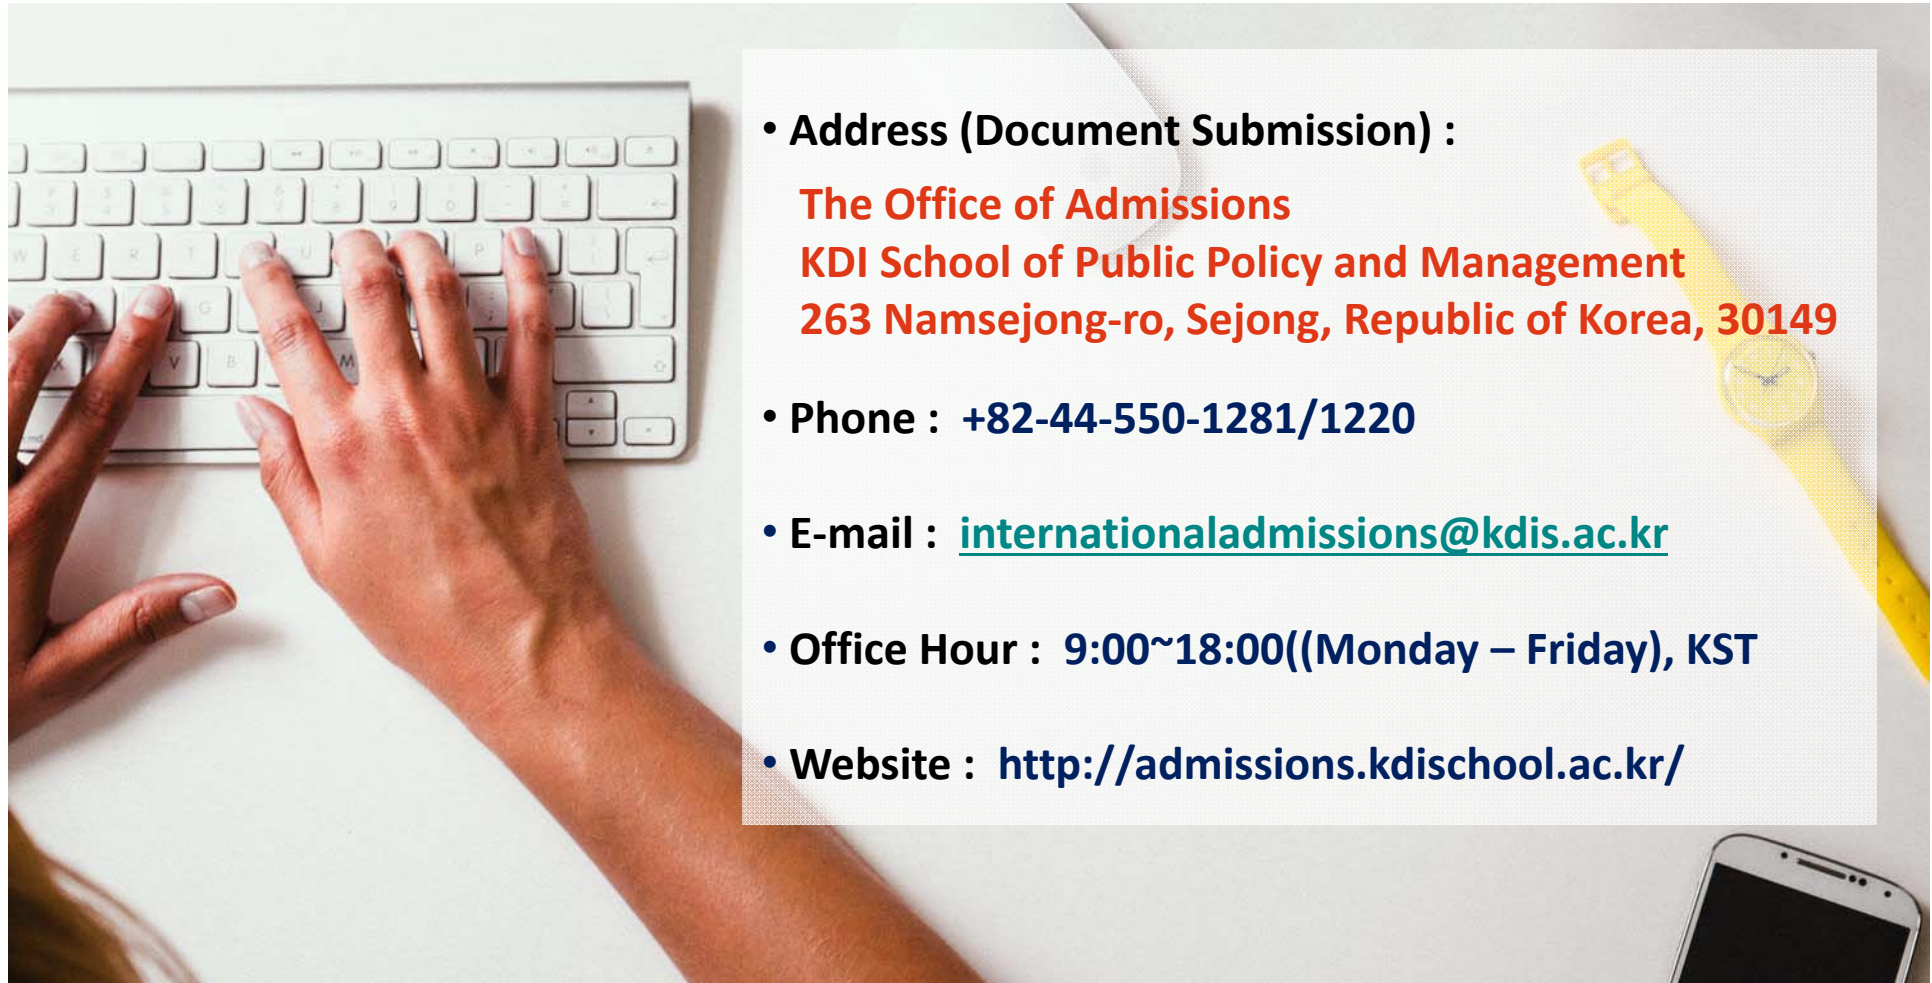 • Address (Document Submission) :
The Office of Admissions
KDI School of Public Policy and Management
263 Namsejong-ro, Sejong, Republic of Korea, 30149
• Phone : +82-44-550-1281/1220
• E-mail : internationaladmissions@kdis.ac.kr
• Office Hour : 9:00~18:00((Monday – Friday), KST
• Website : http://admissions.kdischool.ac.kr/